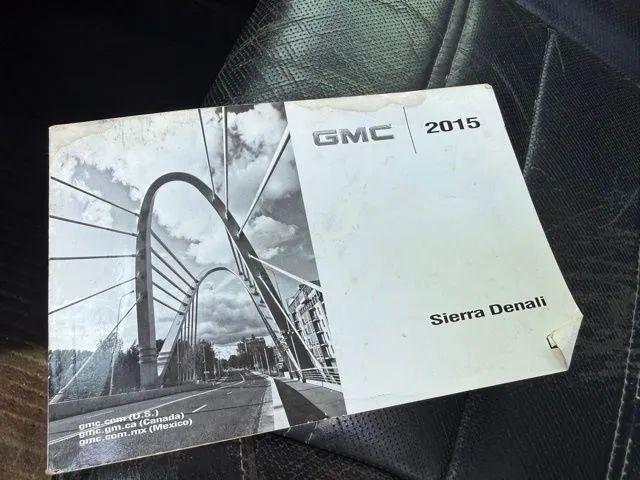 GMC 2015
Sierra Denali
gmc.com (U.S.)
gmc.gm.ca (Canada)
gmc.com.mx (Mexico)